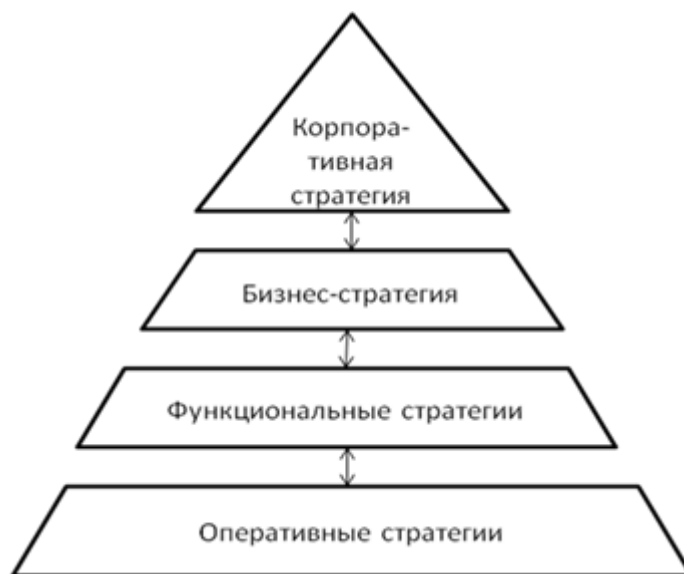 Корпора-
тивная
стратегия
Бизнес-стратегия
Функциональные стратегии
Оперативные стратегии